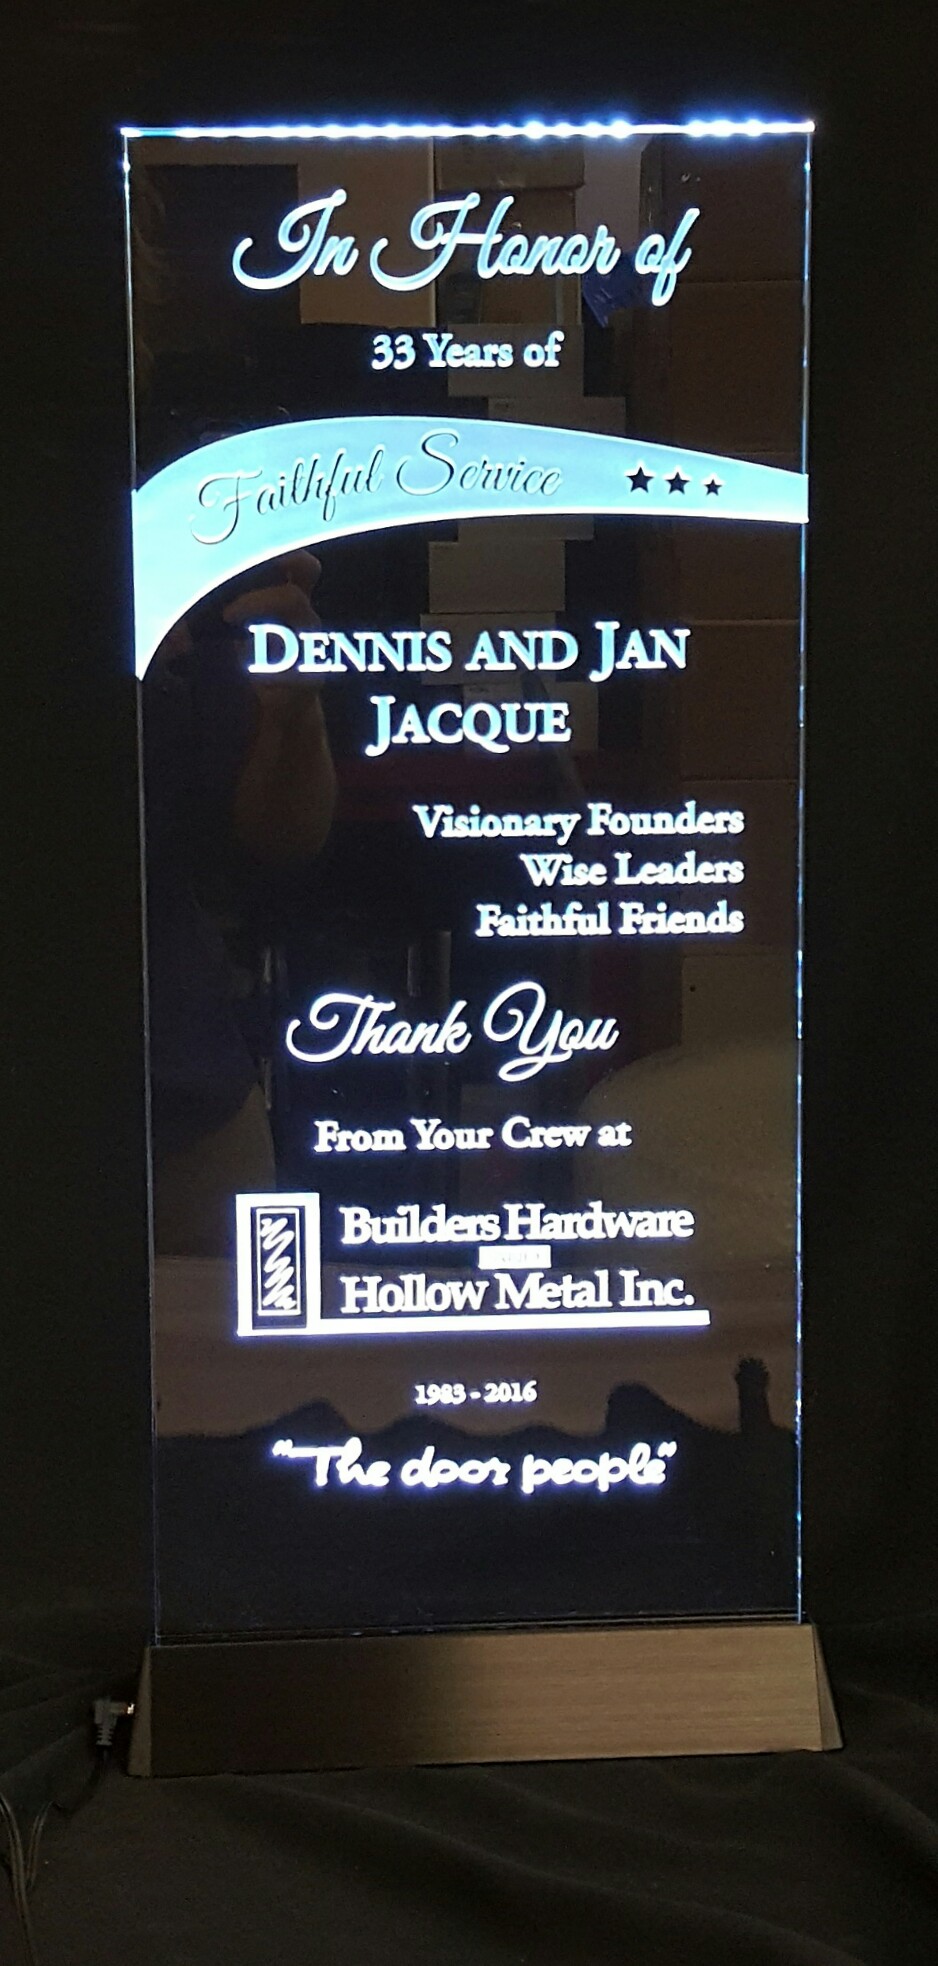 In Honor of
33 Years of
Faithful Service
DENNIS AND JAN
JACQUE
Visionary Founders
Wise Leaders
Faithful Friends
Thank You
From Your Crew at
Builders Hardware
Hollow Metal Inc.
1983 - 2016
"The door people"